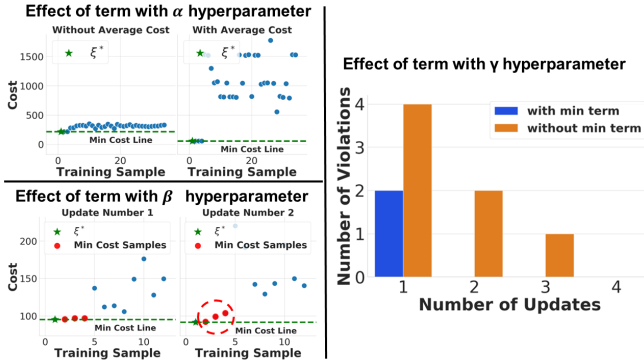 Effect of term with α hyperparameter
Without Average Cost
With Average Cost
ξ*
ξ*
Cost
1500
1000
500
0
Min Cost Line
Min Cost Line
0
20
0
20
Training Sample
Training Sample
Effect of term with β hyperparameter
Update Number 1
Update Number 2
ξ*
Min Cost Samples
ξ*
Min Cost Samples
Cost
200
150
100
Min Cost Line
Min Cost Line
0
5
10
0
5
10
Training Sample
Training Sample
Effect of term with γ hyperparameter
with min term
without min term
Number of Violations
4
3
2
1
0
1
2
3
4
Number of Updates